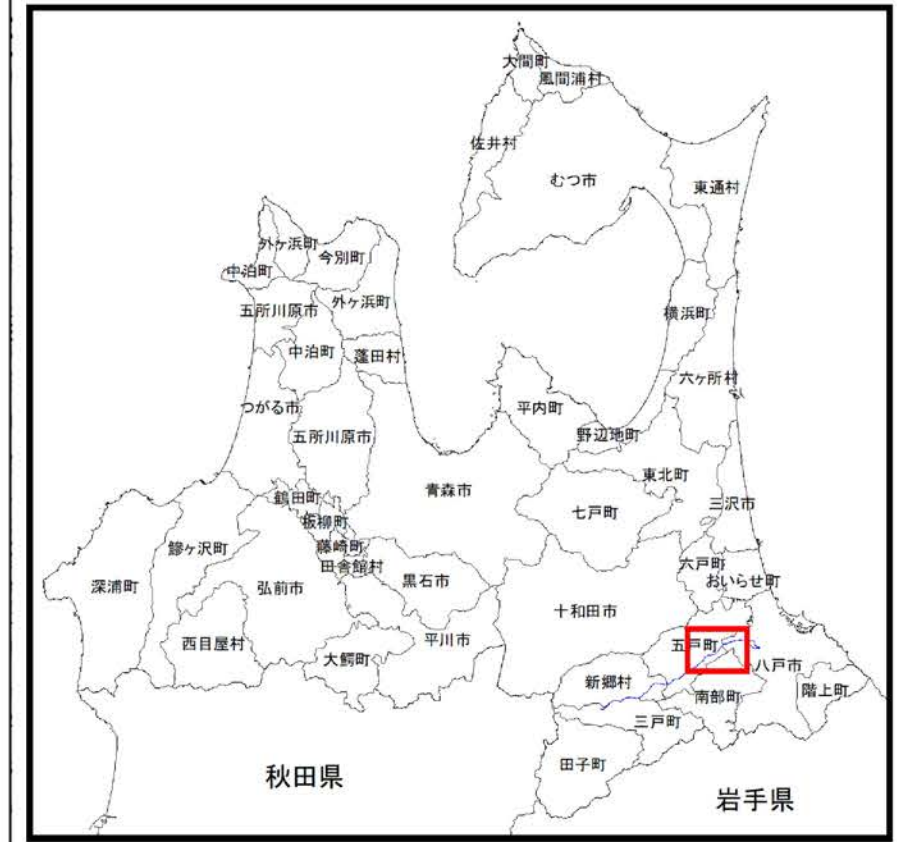 大間町
風間浦村
佐井村
むつ市
東通村
外ヶ浜町
今別町
中泊町
五所川原市
外ヶ浜町
横浜町
中泊町
蓬田村
六ヶ所村
つがる市
平内町
五所川原市
野辺地町
東北町
青森市
鶴田町
七戸町
三沢市
板柳町
藤崎町
鰺ヶ沢町
田舎館村
六戸町
おいらせ町
深浦町
弘前市
黒石市
十和田市
西目屋村
平川市
五戸町
大鰐町
八戸市
新郷村
南部町
階上町
三戸町
田子町
秋田県
岩手県